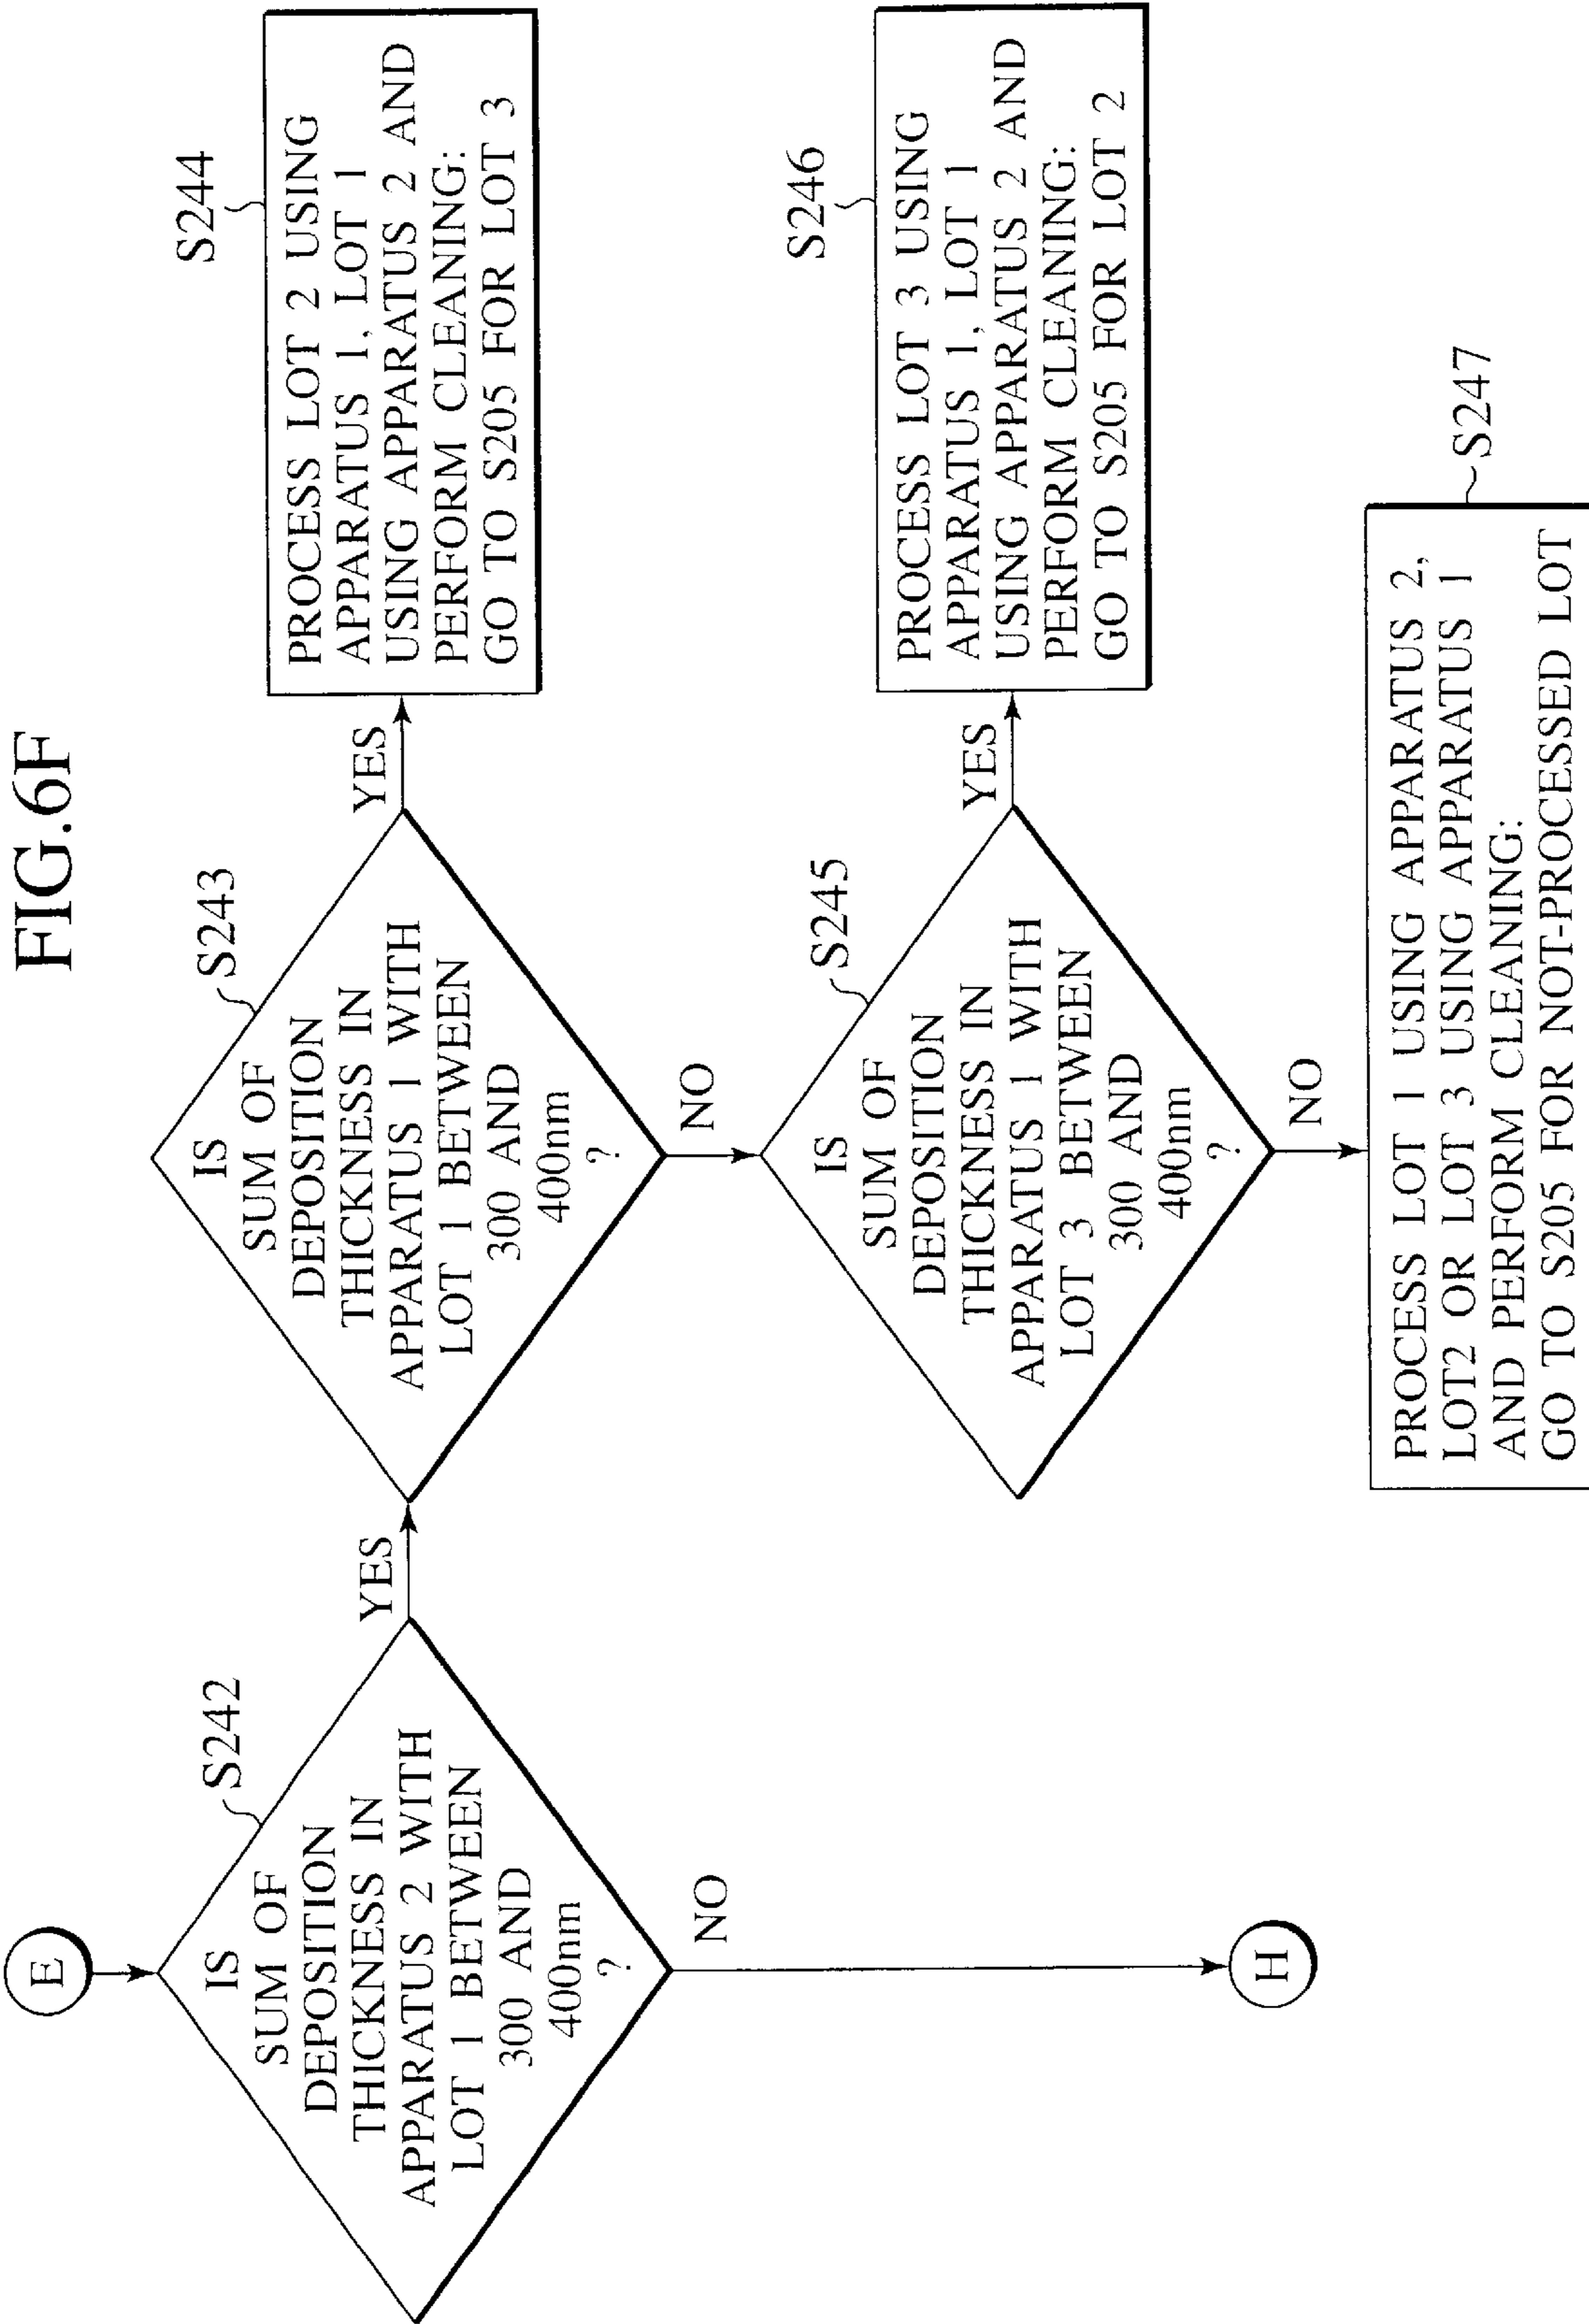 FIG.6F
E
S242
IS
SUM OF
DEPOSITION
THICKNESS IN
APPARATUS 2 WITH
LOT 1 BETWEEN
300 AND
400nm
?
YES
NO
H
S243
IS
SUM OF
DEPOSITION
THICKNESS IN
APPARATUS 1 WITH
LOT 1 BETWEEN
300 AND
400nm
?
YES
NO
S244
PROCESS LOT 2 USING
APPARATUS 1, LOT 1
USING APPARATUS 2 AND
PERFORM CLEANING:
GO TO S205 FOR LOT 3
S245
IS
SUM OF
DEPOSITION
THICKNESS IN
APPARATUS 1 WITH
LOT 3 BETWEEN
300 AND
400nm
?
YES
NO
S246
PROCESS LOT 3 USING
APPARATUS 1, LOT 1
USING APPARATUS 2 AND
PERFORM CLEANING:
GO TO S205 FOR LOT 2
S247
PROCESS LOT 1 USING APPARATUS 2,
LOT2 OR LOT 3 USING APPARATUS 1
AND PERFORM CLEANING:
GO TO S205 FOR NOT-PROCESSED LOT